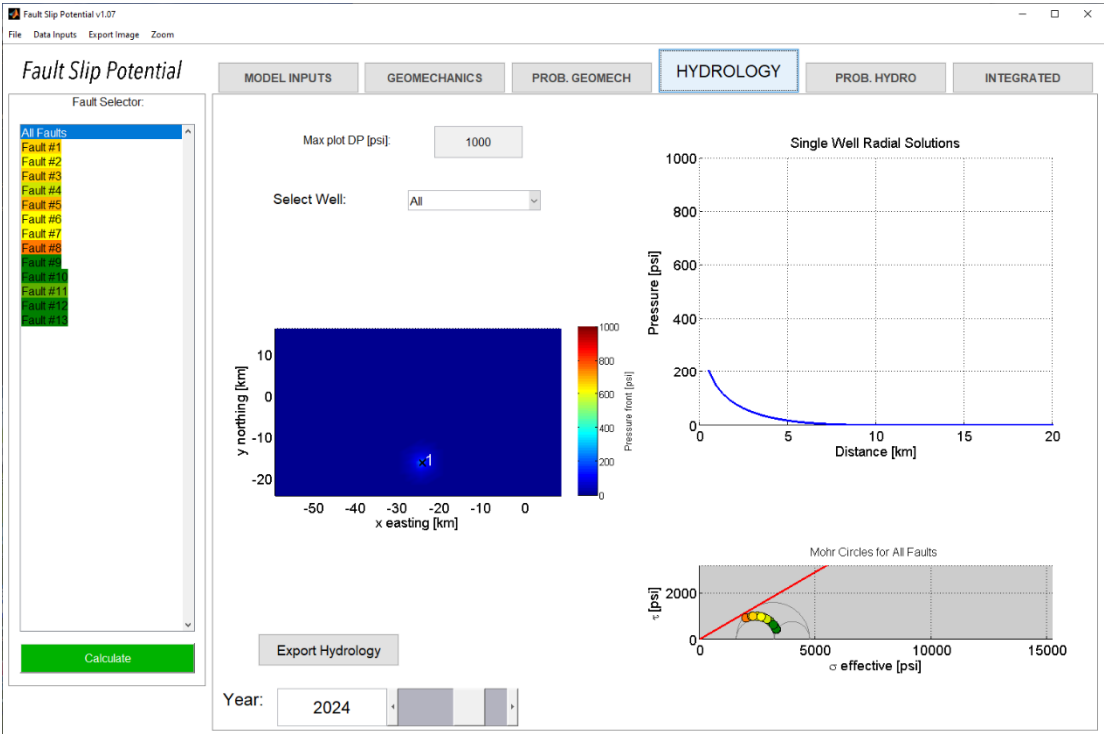 Fault Slip Potential v1.07
File Data Inputs Export Image Zoom
Fault Slip Potential
MODEL INPUTS GEOMECHANICS PROB. GEOMECH HYDROLOGY PROB. HYDRO INTEGRATED
Fault Selector:
All Faults
Fault #1
Fault #2
Fault #3
Fault #4
Fault #5
Fault #6
Fault #7
Fault #8
Fault #9
Fault #10
Fault #11
Fault #12
Fault #13
Calculate
Max plot DP [psi]: 1000
Select Well: All
10
0
-10
-20
y northing [km]
1
-50 -40 -30 -20 -10 0
x easting [km]
1000
800
600
400
200
0
Pressure front [psi]
Export Hydrology
Year: 2024
Single Well Radial Solutions
1000
800
600
400
200
0
Pressure [psi]
0 5 10 15 20
Distance [km]
Mohr Circles for All Faults
2000
0
τ [psi]
0 5000 10000 15000
σ effective [psi]